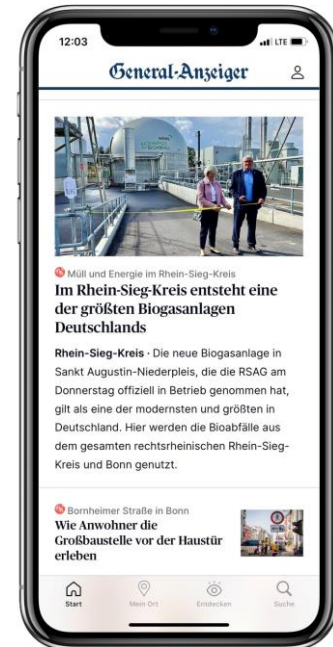 12:03
LTE
General-Anzeiger
Müll und Energie im Rhein-Sieg-Kreis
Im Rhein-Sieg-Kreis entsteht eine
der größten Biogasanlagen
Deutschlands
Rhein-Sieg-Kreis · Die neue Biogasanlage in
Sankt Augustin-Niederpleis, die die RSAG am
Donnerstag offiziell in Betrieb genommen hat,
gilt als eine der modernsten und größten in
Deutschland. Hier werden die Bioabfälle aus
dem gesamten rechtsrheinischen Rhein-Sieg-
Kreis und Bonn genutzt.
Bornheimer Straße in Bonn
Wie Anwohner die
Großbaustelle vor der Haustür
erleben
Start
Mein Ort
Entdecken
Suche